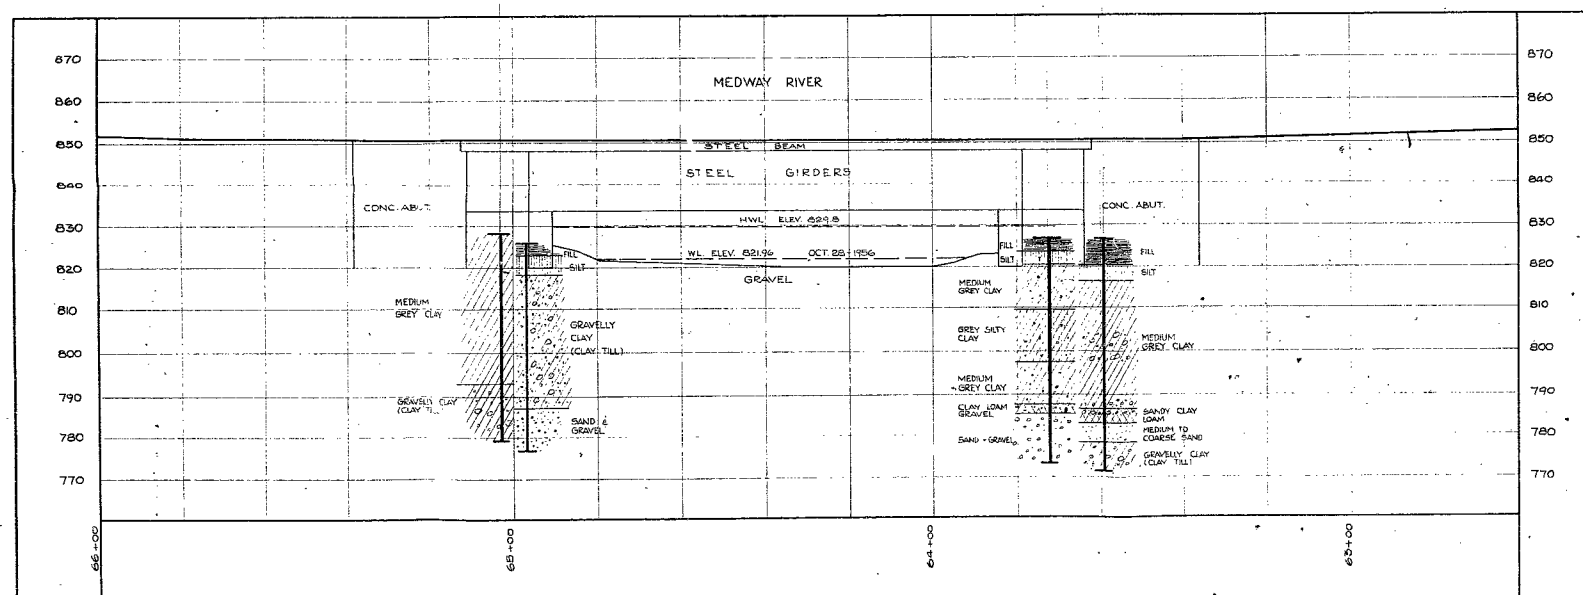 MEDWAY RIVER
870
860
850
840
830
820
810
800
790
780
770
870
860
850
840
830
820
810
800
790
780
770
STEEL BEAM
STEEL GIRDERS
CONC. ABUT.
CONC. ABUT.
HWL ELEV. 829.8
WL. ELEV. 821.96 OCT. 28-1956
GRAVEL
MEDIUM
GREY CLAY
GRAVELLY CLAY
(CLAY TILL)
FILL
SILT
GRAVELLY
CLAY
(CLAY TILL)
SAND &
GRAVEL
FILL
SILT
MEDIUM
GREY CLAY
GREY SILTY
CLAY
MEDIUM
GREY CLAY
CLAY LOAM
GRAVEL
SAND - GRAVEL
FILL
SILT
MEDIUM
GREY CLAY
SANDY CLAY
LOAM
MEDIUM TO
COARSE SAND
GRAVELLY CLAY
(CLAY TILL)
66+00
65+00
64+00
63+00